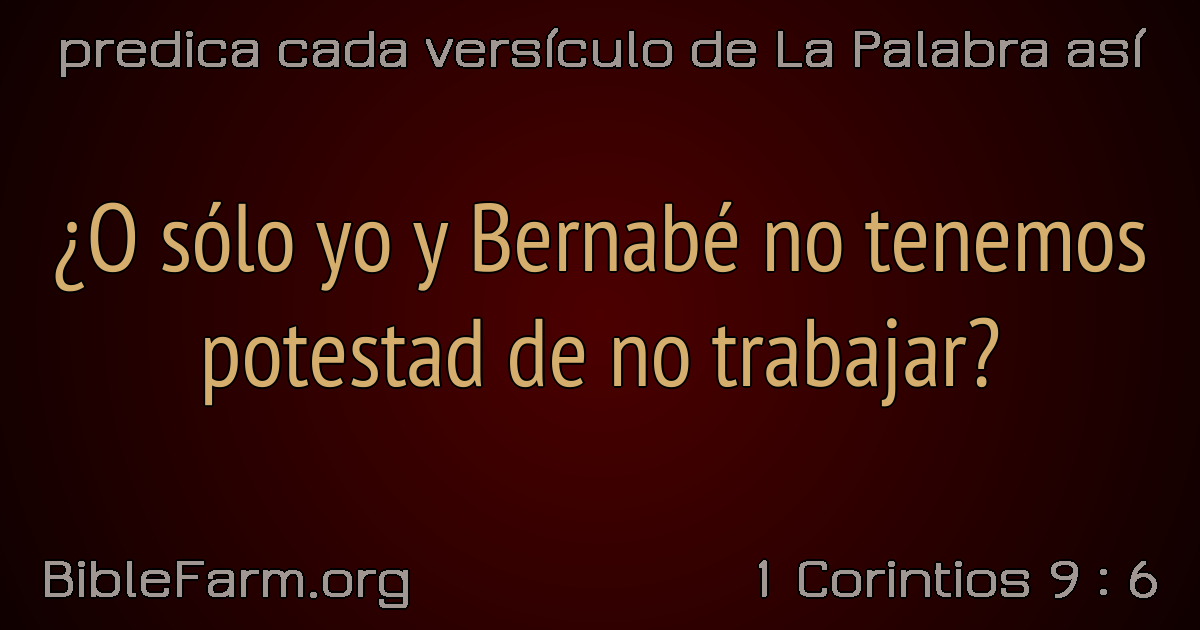 predica cada versículo de La Palabra así
¿O sólo yo y Bernabé no tenemos
potestad de no trabajar?
BibleFarm.org
1 Corintios 9 : 6